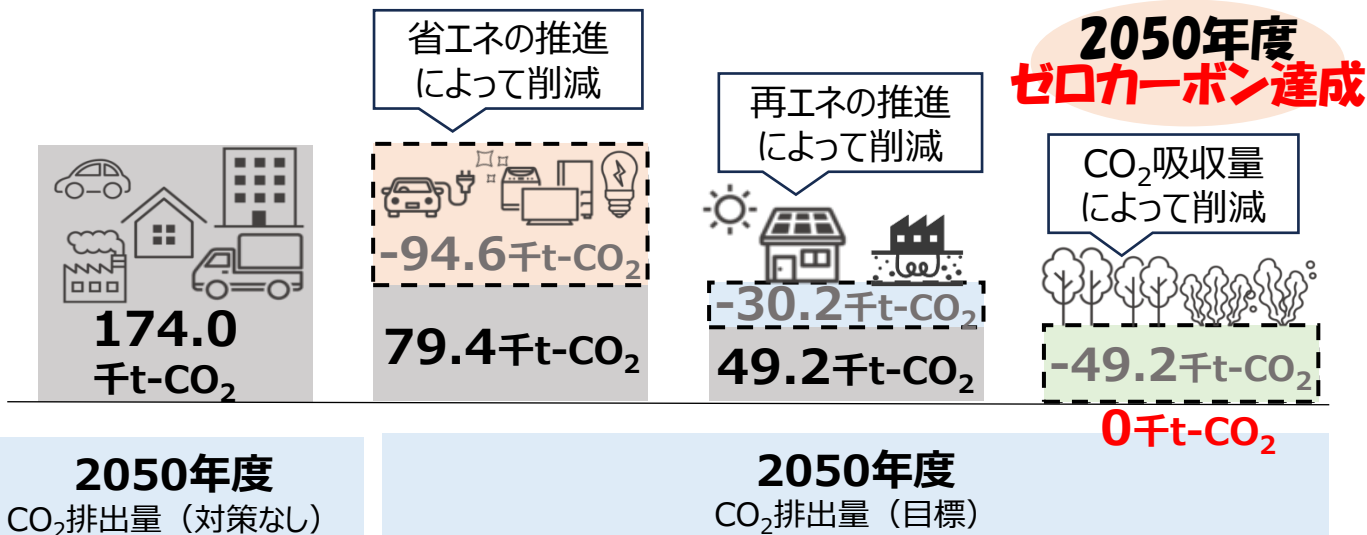 省エネの推進
によって削減
2050年度
ゼロカーボン達成
再エネの推進
によって削減
CO₂吸収量
によって削減
-94.6千t-CO₂
-30.2千t-CO₂
174.0
千t-CO₂
79.4千t-CO₂
49.2千t-CO₂
-49.2千t-CO₂
0千t-CO₂
2050年度
CO₂排出量（対策なし）
2050年度
CO₂排出量（目標）